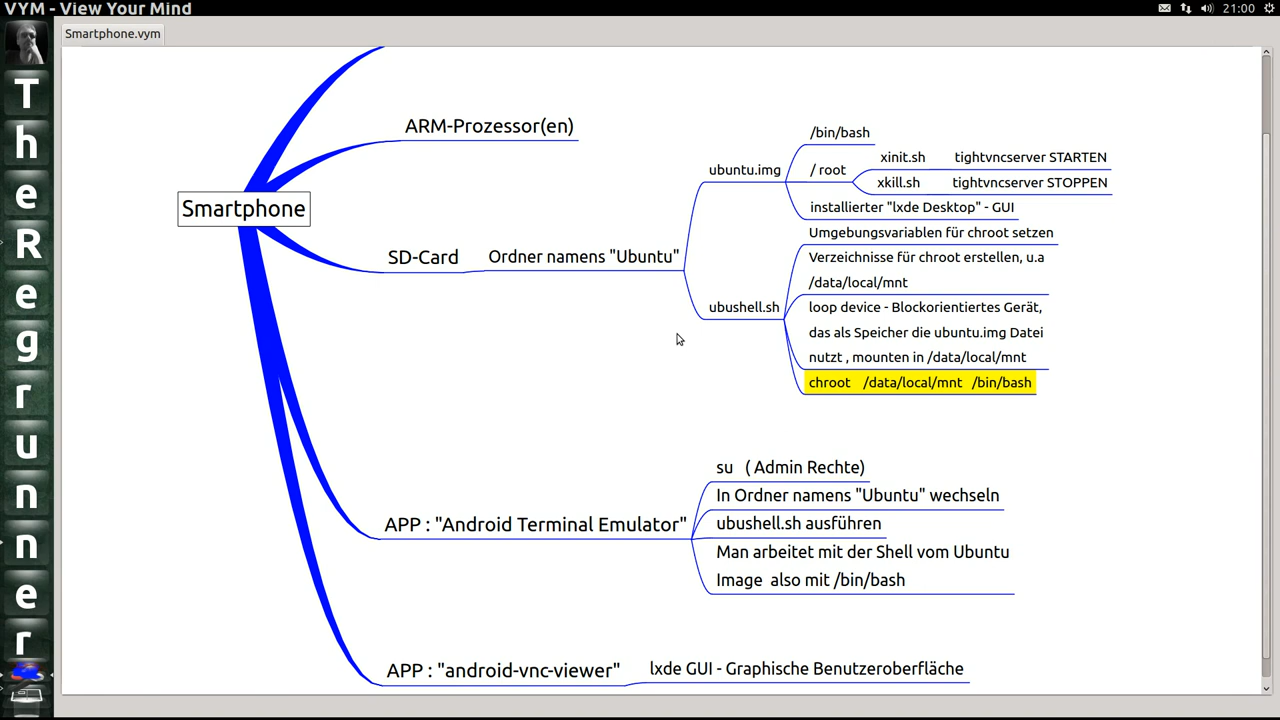 VYM - View Your Mind
21:00
Smartphone.vym
T
h
e
R
e
g
r
u
n
n
e
r
Smartphone
ARM-Prozessor(en)
SD-Card
Ordner namens "Ubuntu"
ubuntu.img
/bin/bash
/ root
xinit.sh tightvncserver STARTEN
xkill.sh tightvncserver STOPPEN
installierter "lxde Desktop" - GUI
ubushell.sh
Umgebungsvariablen für chroot setzen
Verzeichnisse für chroot erstellen, u.a
/data/local/mnt
loop device - Blockorientiertes Gerät,
das als Speicher die ubuntu.img Datei
nutzt , mounten in /data/local/mnt
chroot /data/local/mnt /bin/bash
APP : "Android Terminal Emulator"
su ( Admin Rechte)
In Ordner namens "Ubuntu" wechseln
ubushell.sh ausführen
Man arbeitet mit der Shell vom Ubuntu
Image also mit /bin/bash
APP : "android-vnc-viewer"
lxde GUI - Graphische Benutzeroberfläche